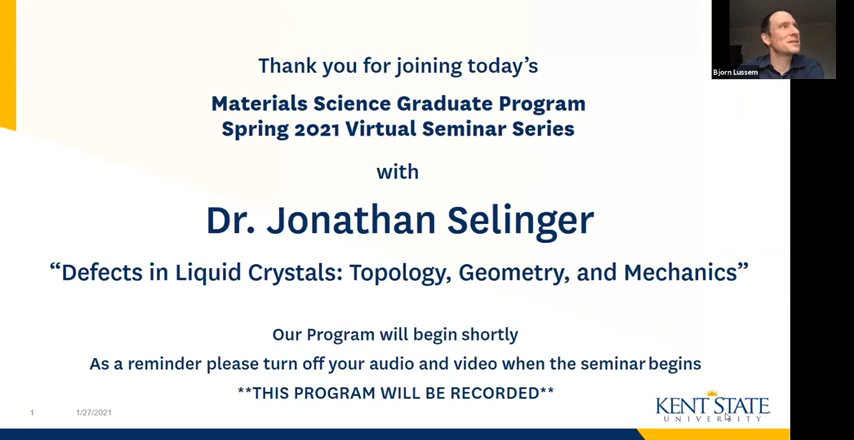 Thank you for joining today's
Materials Science Graduate Program
Spring 2021 Virtual Seminar Series
with
Dr. Jonathan Selinger
“Defects in Liquid Crystals: Topology, Geometry, and Mechanics”
Our Program will begin shortly
As a reminder please turn off your audio and video when the seminar begins
**THIS PROGRAM WILL BE RECORDED**
1 1/27/2021
KENT STATE
UNIVERSITY
Bjorn Lussem